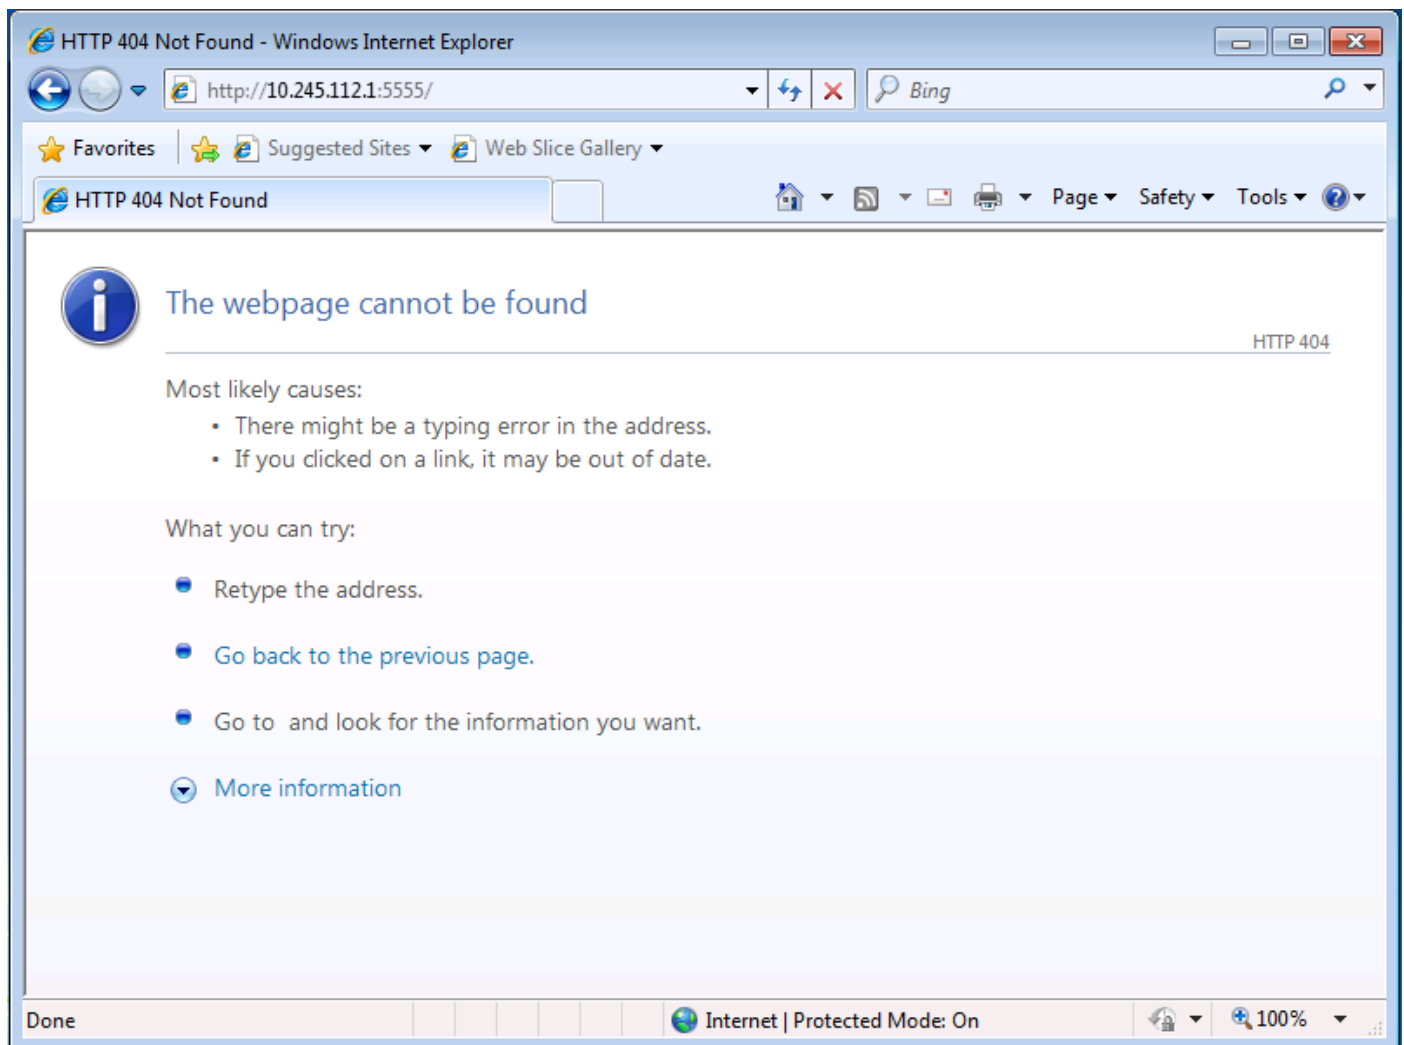 HTTP 404 Not Found - Windows Internet Explorer
http://10.245.112.1:5555/
Bing
Favorites Suggested Sites Web Slice Gallery
HTTP 404 Not Found Page Safety Tools
The webpage cannot be found
HTTP 404
Most likely causes:
• There might be a typing error in the address.
• If you clicked on a link, it may be out of date.
What you can try:
Retype the address.
Go back to the previous page.
Go to  and look for the information you want.
More information
Done Internet | Protected Mode: On 100%